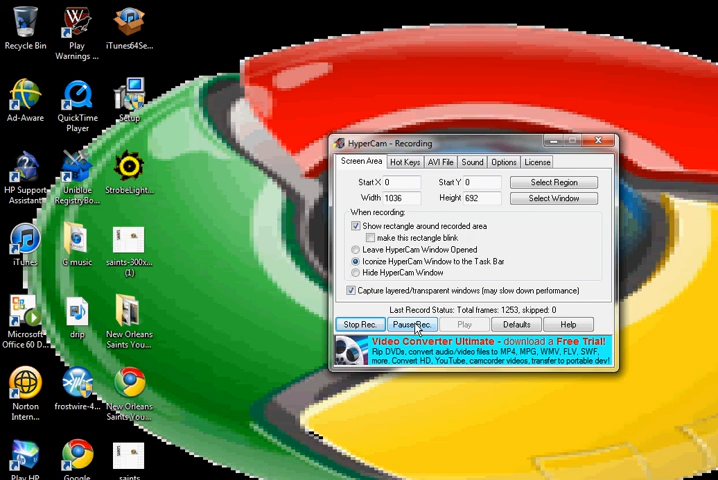 Recycle Bin
Play
Warnings ...
iTunes64Se...
Ad-Aware
QuickTime
Player
Setup
HP Support
Assistant
Uniblue
RegistryBo...
StrobeLight...
iTunes
G music
saints-300x...
(1)
Microsoft
Office 60 D...
drip
New Orleans
Saints You...
Norton
Intern...
frostwire-4...
New Orleans
Saints You...
Play HP
Google
saints
HyperCam - Recording
Screen Area
Hot Keys
AVI File
Sound
Options
License
Start X 0
Start Y 0
Select Region
Width 1036
Height 692
Select Window
When recording:
Show rectangle around recorded area
make this rectangle blink
Leave HyperCam Window Opened
Iconize HyperCam Window to the Task Bar
Hide HyperCam Window
Capture layered/transparent windows (may slow down performance)
Last Record Status: Total frames: 1253, skipped: 0
Stop Rec.
Pause Rec.
Play
Defaults
Help
Video Converter Ultimate - download a Free Trial!
Rip DVDs, convert audio/video files to MP4, MPG, WMV, FLV, SWF,
more. Convert HD, YouTube, camcorder videos, transfer to portable dev!